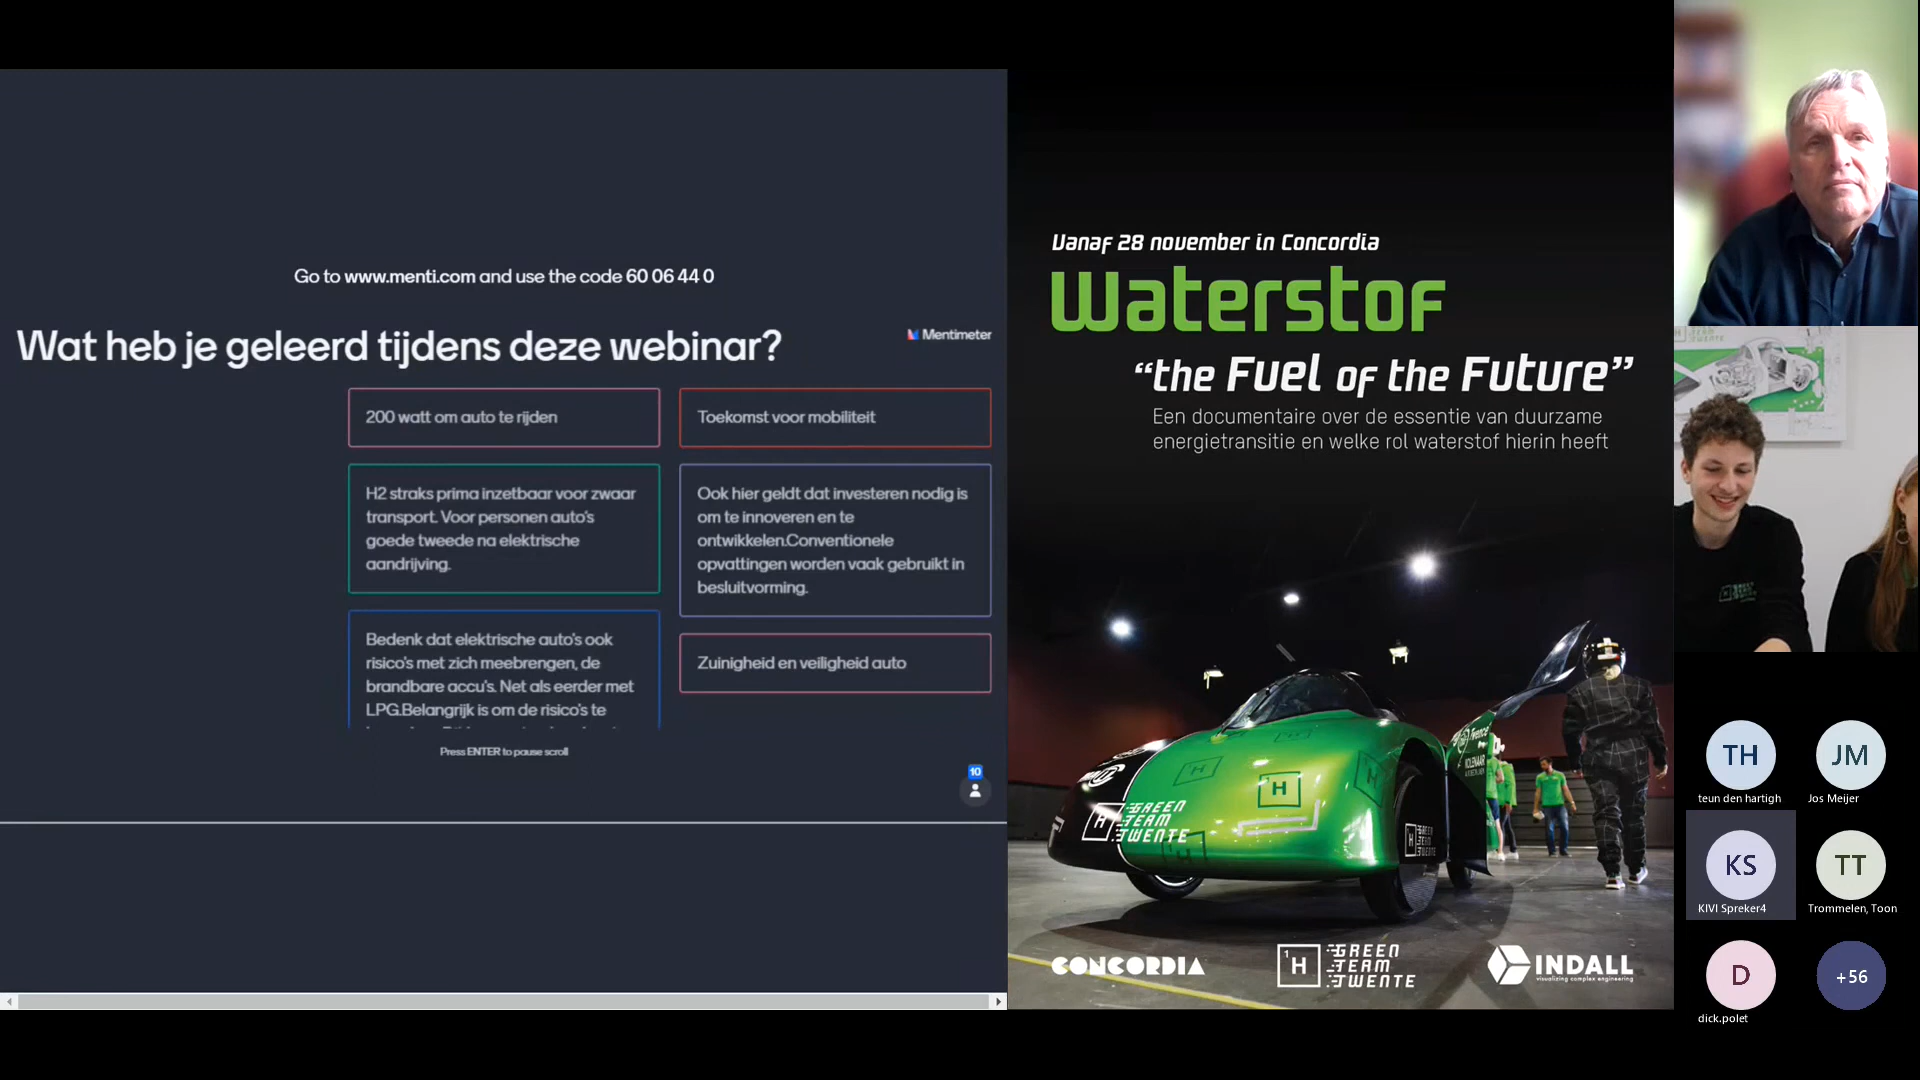 Go to www.menti.com and use the code 60 06 44 0
Wat heb je geleerd tijdens deze webinar?
Mentimeter
200 watt om auto te rijden
H2 straks prima inzetbaar voor zwaar
transport. Voor personen auto's
goede tweede na elektrische
aandrijving.
Bedenk dat elektrische auto's ook
risico's met zich meebrengen, de
brandbare accu's. Net als eerder met
LPG.Belangrijk is om de risico's te
Toekomst voor mobiliteit
Ook hier geldt dat investeren nodig is
om te innoveren en te
ontwikkelen.Conventionele
opvattingen worden vaak gebruikt in
besluitvorming.
Zuinigheid en veiligheid auto
Press ENTER to pause scroll
10
Vanaf 28 november in Concordia
Waterstof
“the Fuel of the Future”
Een documentaire over de essentie van duurzame
energietransitie en welke rol waterstof hierin heeft
H
H
GREEN
TEAM
TWENTE
CONCORDIA
1
H
GREEN
TEAM
TWENTE
INDALL
visualizing complex engineering
TH
teun den hartigh
JM
Jos Meijer
KS
KIVI Spreker4
TT
Trommelen, Toon
D
dick.polet
+56